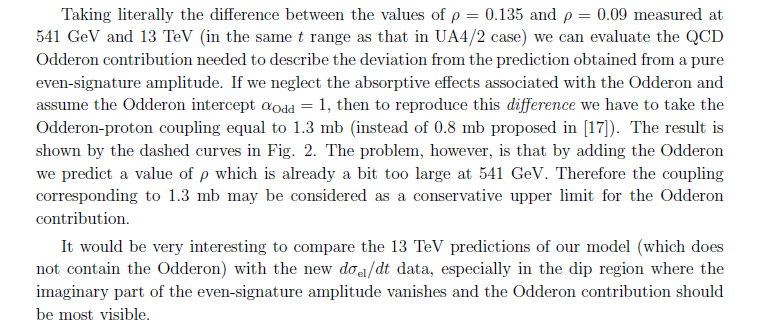 Taking literally the difference between the values of ρ = 0.135 and ρ = 0.09 measured at
541 GeV and 13 TeV (in the same t range as that in UA4/2 case) we can evaluate the QCD
Odderon contribution needed to describe the deviation from the prediction obtained from a pure
even-signature amplitude. If we neglect the absorptive effects associated with the Odderon and
assume the Odderon intercept αOdd = 1, then to reproduce this difference we have to take the
Odderon-proton coupling equal to 1.3 mb (instead of 0.8 mb proposed in [17]). The result is
shown by the dashed curves in Fig. 2. The problem, however, is that by adding the Odderon
we predict a value of ρ which is already a bit too large at 541 GeV. Therefore the coupling
corresponding to 1.3 mb may be considered as a conservative upper limit for the Odderon
contribution.
It would be very interesting to compare the 13 TeV predictions of our model (which does
not contain the Odderon) with the new dσel/dt data, especially in the dip region where the
imaginary part of the even-signature amplitude vanishes and the Odderon contribution should
be most visible.